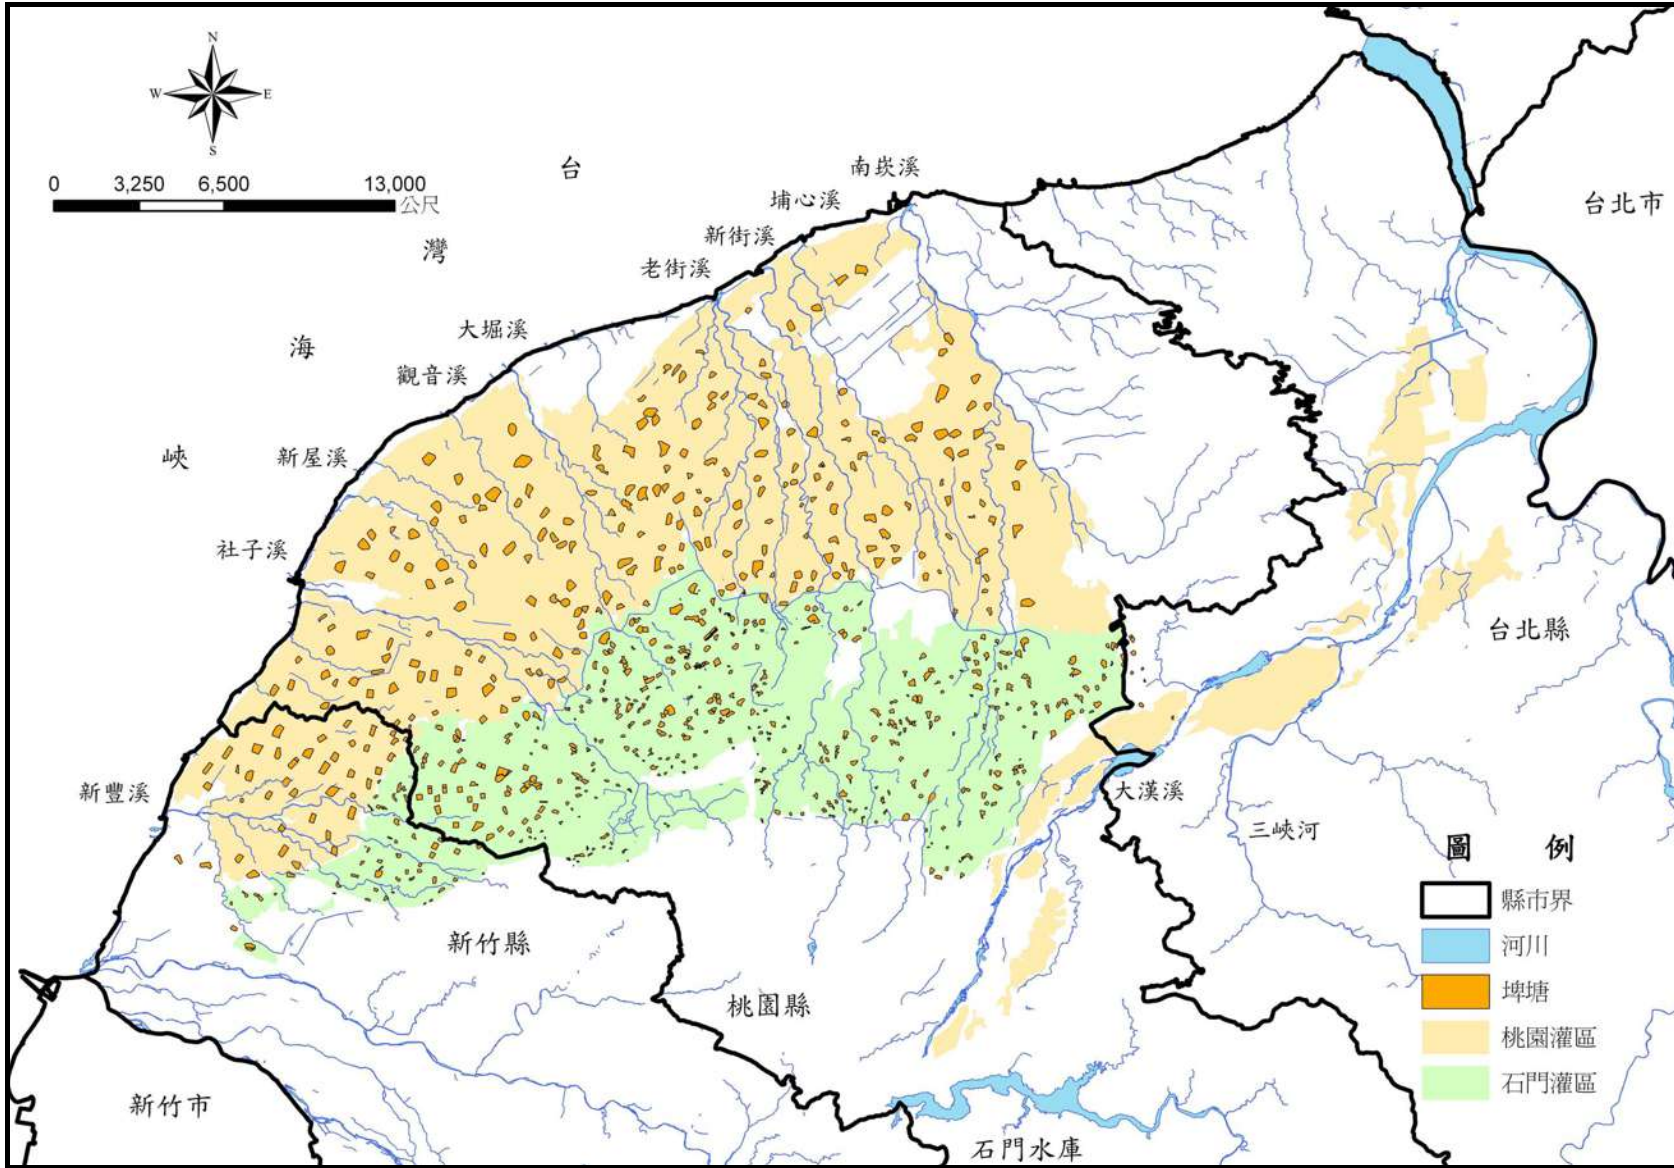 N
W
E
S
0
3,250
6,500
13,000
公尺
台
灣
海
峽
南崁溪
埔心溪
新街溪
老街溪
大堀溪
觀音溪
新屋溪
社子溪
新豐溪
台北市
台北縣
大漢溪
三峽河
新竹縣
桃園縣
新竹市
石門水庫
圖 例
縣市界
河川
埤塘
桃園灌區
石門灌區